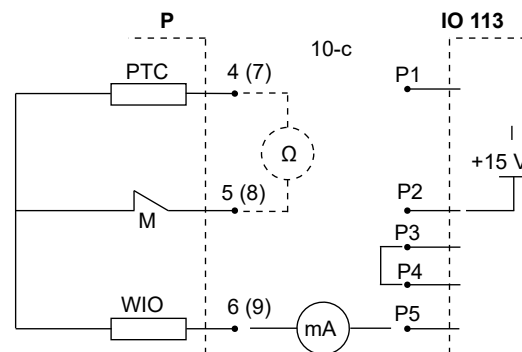 P
IO 113
10-c
PTC
4 (7)
P1
Ω
+15 V
5 (8)
P2
M
P3
P4
WIO
6 (9)
mA
P5